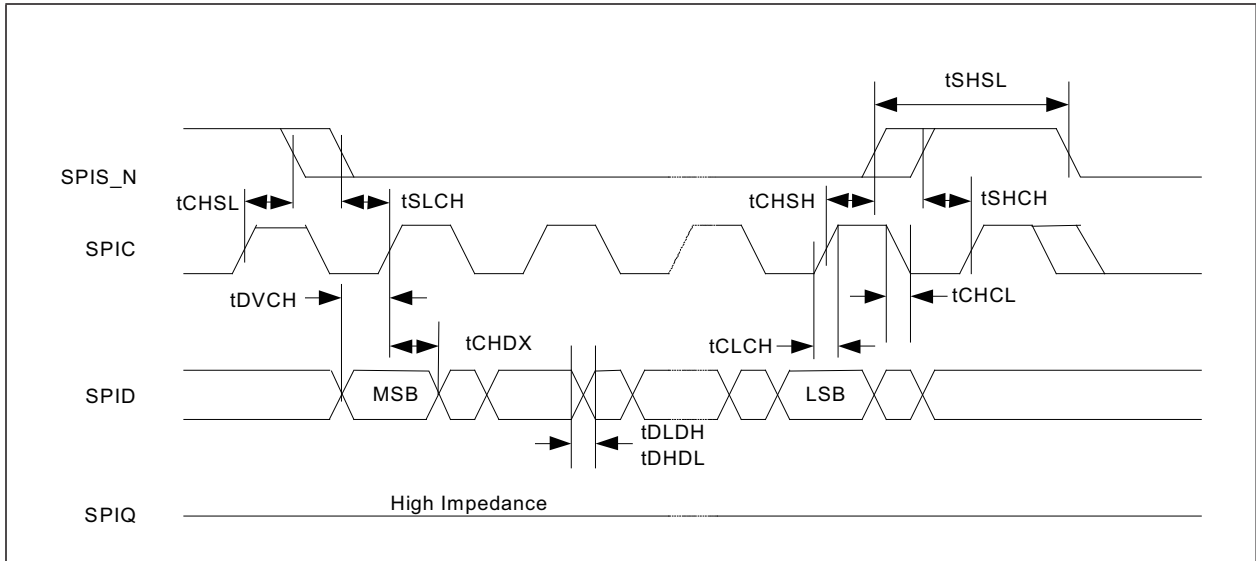 tSHSL
SPIS_N
tCHSL
tSLCH
tCHSH
tSHCH
SPIC
tDVCH
tCHCL
tCHDX
tCLCH
SPID
MSB
LSB
tDLDH
tDHDL
High Impedance
SPIQ